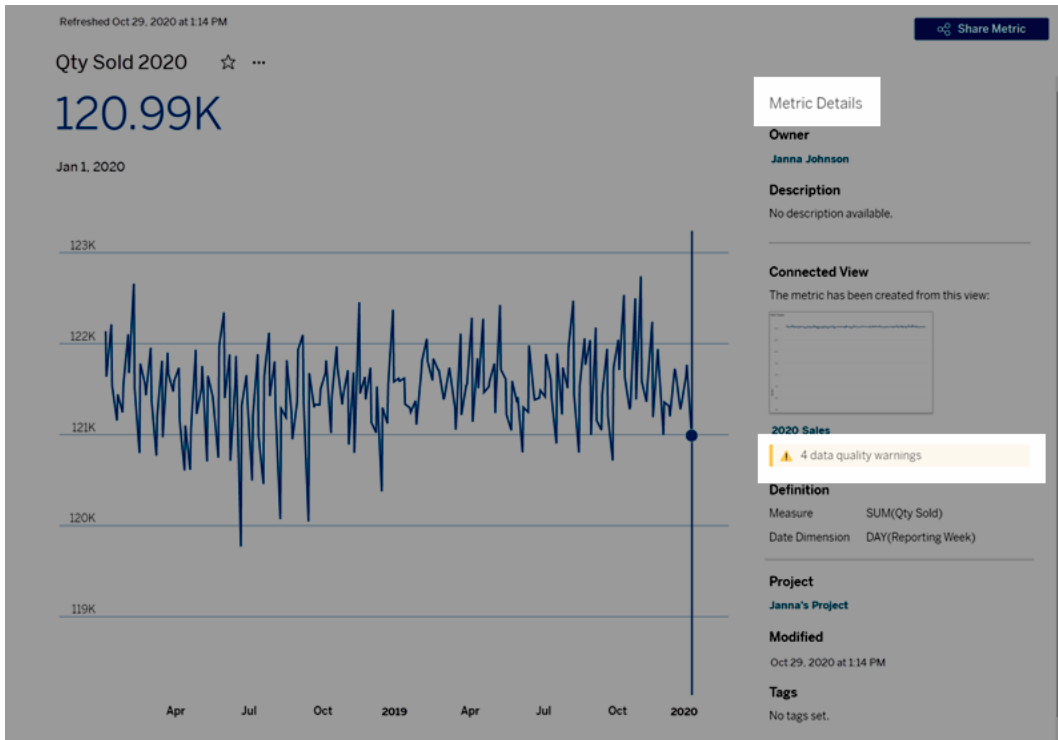 Refreshed Oct 29, 2020 at 1:14 PM
Share Metric
Qty Sold 2020
120.99K
Jan 1, 2020
123K
122K
121K
120K
119K
Apr Jul Oct 2019 Apr Jul Oct 2020
Metric Details
Owner
Janna Johnson
Description
No description available.
Connected View
The metric has been created from this view:
2020 Sales
4 data quality warnings
Definition
Measure SUM(Qty Sold)
Date Dimension DAY(Reporting Week)
Project
Janna's Project
Modified
Oct 29, 2020 at 1:14 PM
Tags
No tags set.